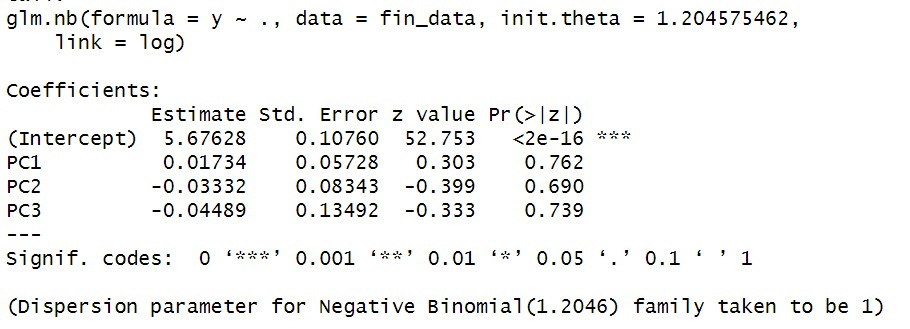 glm.nb(formula = y ~ ., data = fin_data, init.theta = 1.204575462,
    link = log)

Coefficients:
            Estimate Std. Error z value Pr(>|z|)
(Intercept)  5.67628    0.10760  52.753   <2e-16 ***
PC1          0.01734    0.05728   0.303    0.762
PC2         -0.03332    0.08343  -0.399    0.690
PC3         -0.04489    0.13492  -0.333    0.739
---
Signif. codes:  0 ‘***’ 0.001 ‘**’ 0.01 ‘*’ 0.05 ‘.’ 0.1 ‘ ’ 1

(Dispersion parameter for Negative Binomial(1.2046) family taken to be 1)